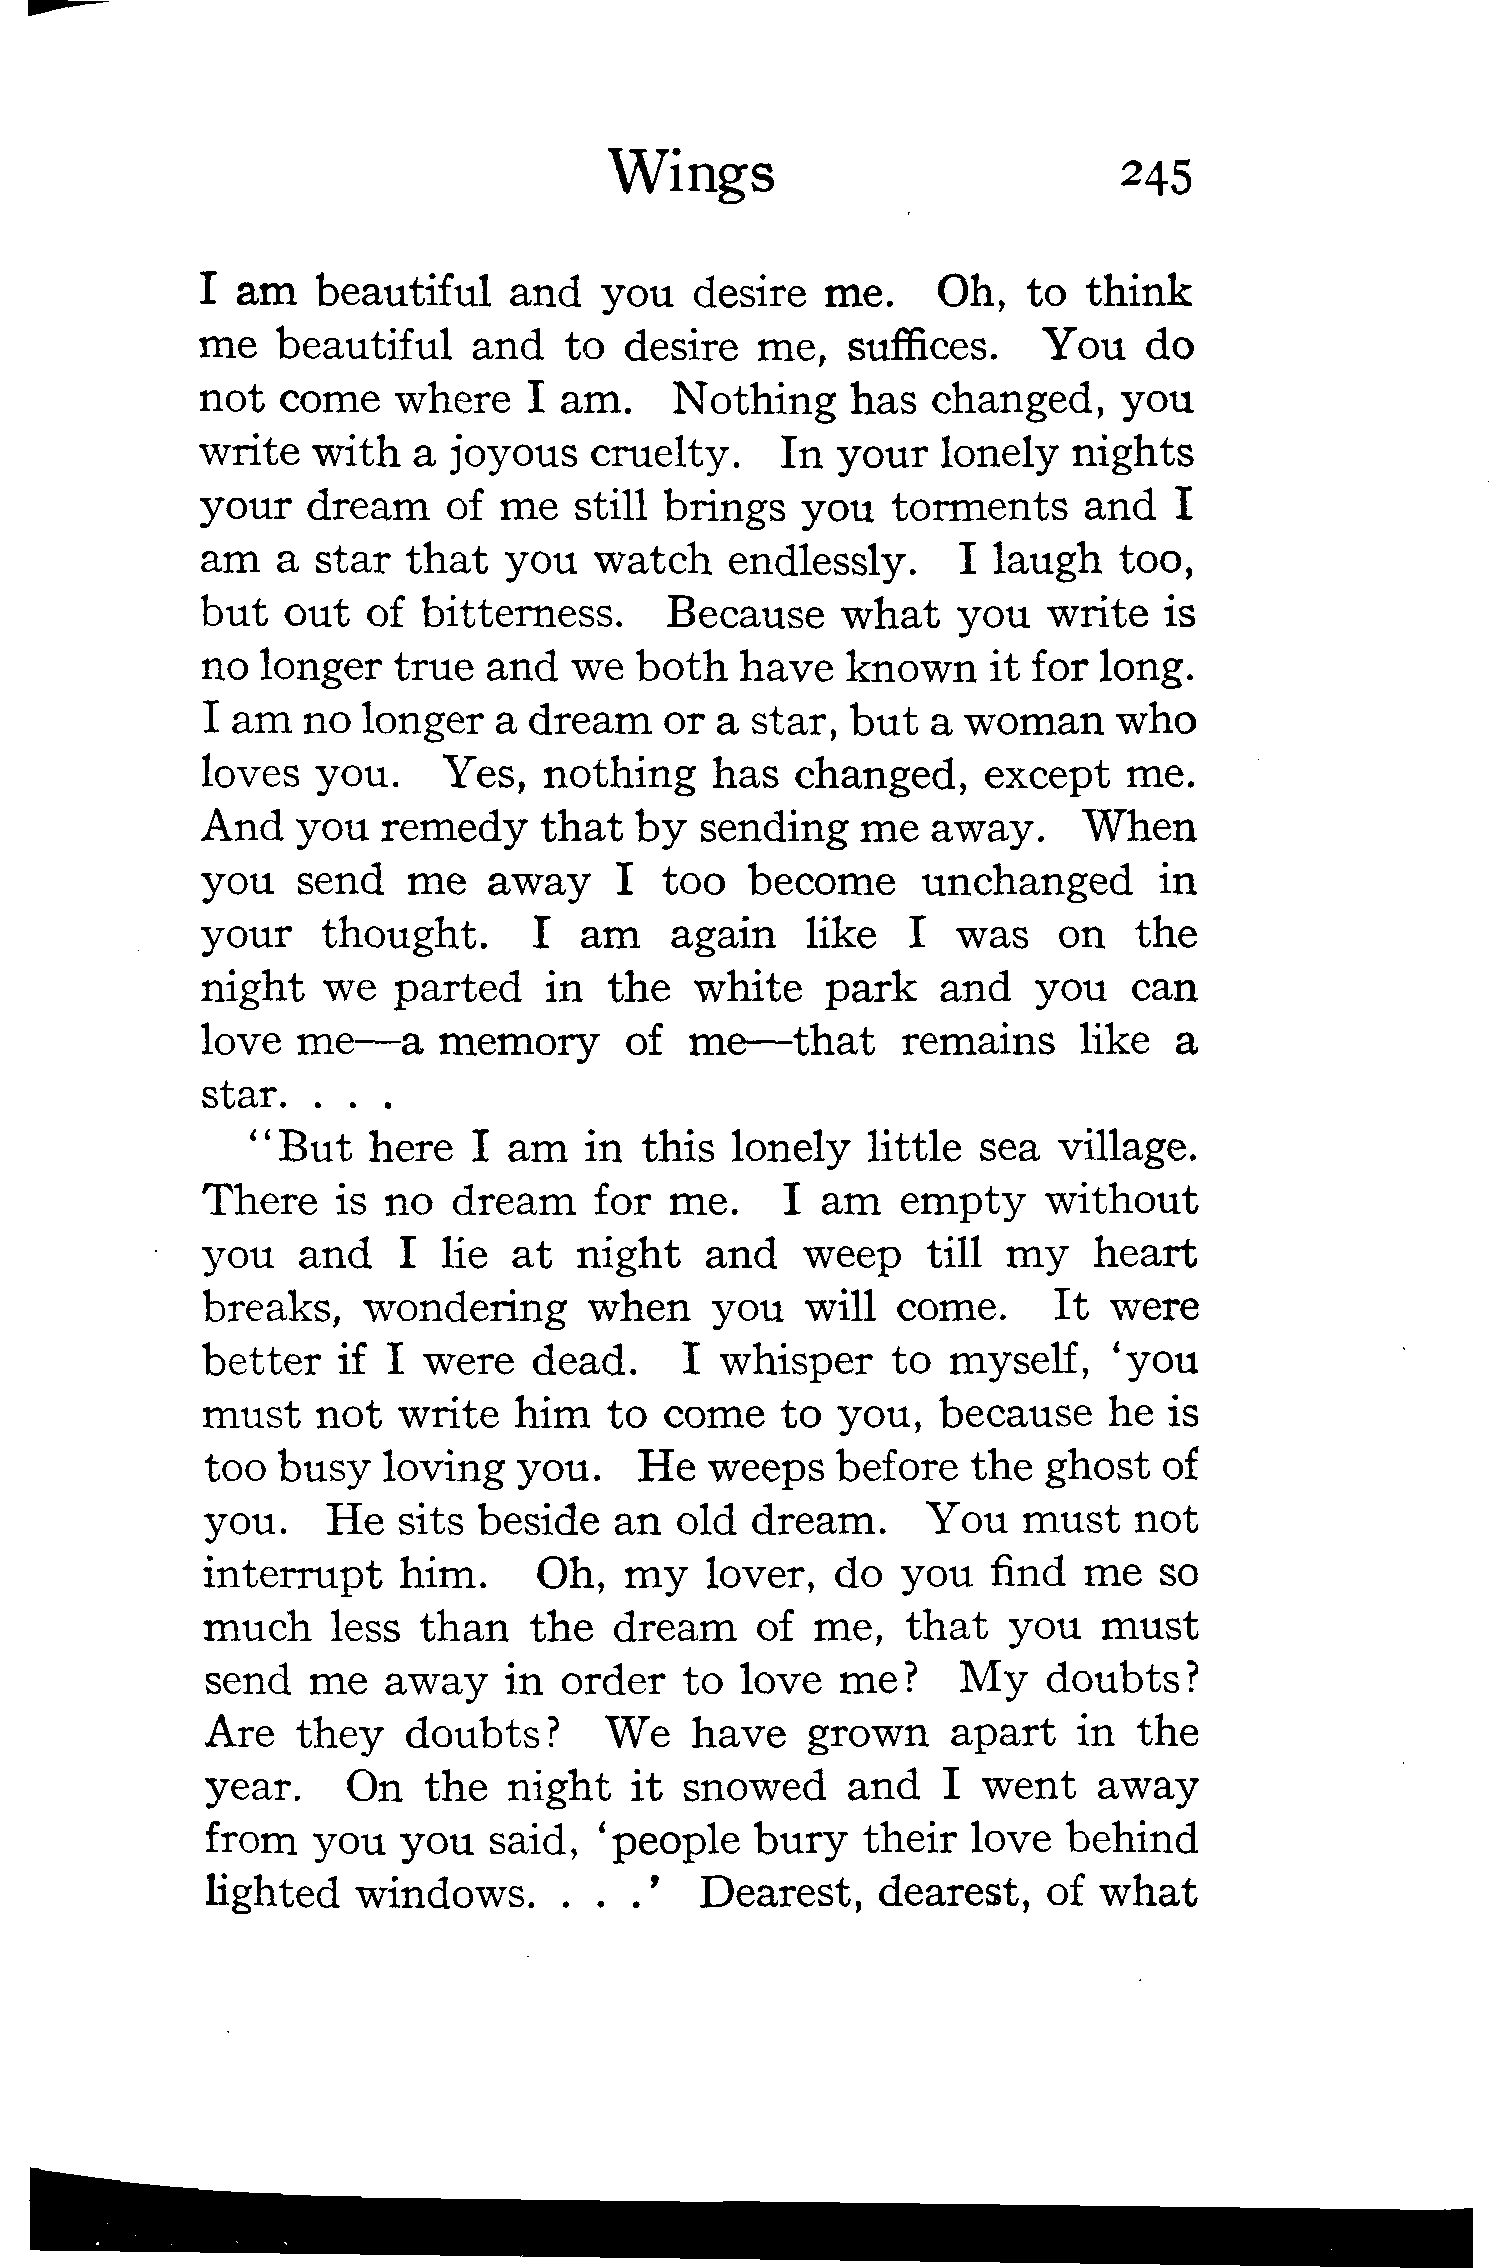 Wings 245
I am beautiful and you desire me. Oh, to think
me beautiful and to desire me, suffices. You do
not come where I am. Nothing has changed, you
write with a joyous cruelty. In your lonely nights
your dream of me still brings you torments and I
am a star that you watch endlessly. I laugh too,
but out of bitterness. Because what you write is
no longer true and we both have known it for long.
I am no longer a dream or a star, but a woman who
loves you. Yes, nothing has changed, except me.
And you remedy that by sending me away. When
you send me away I too become unchanged in
your thought. I am again like I was on the
night we parted in the white park and you can
love me—a memory of me—that remains like a
star. . . .
"But here I am in this lonely little sea village.
There is no dream for me. I am empty without
you and I lie at night and weep till my heart
breaks, wondering when you will come. It were
better if I were dead. I whisper to myself, 'you
must not write him to come to you, because he is
too busy loving you. He weeps before the ghost of
you. He sits beside an old dream. You must not
interrupt him. Oh, my lover, do you find me so
much less than the dream of me, that you must
send me away in order to love me? My doubts?
Are they doubts? We have grown apart in the
year. On the night it snowed and I went away
from you you said, 'people bury their love behind
lighted windows. . . .' Dearest, dearest, of what